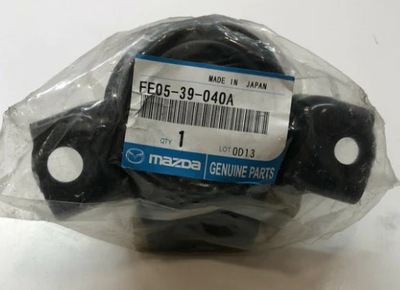 MADE IN JAPAN
FE05-39-040A
QTY 1 LOT 0D13
mazda GENUINE PARTS